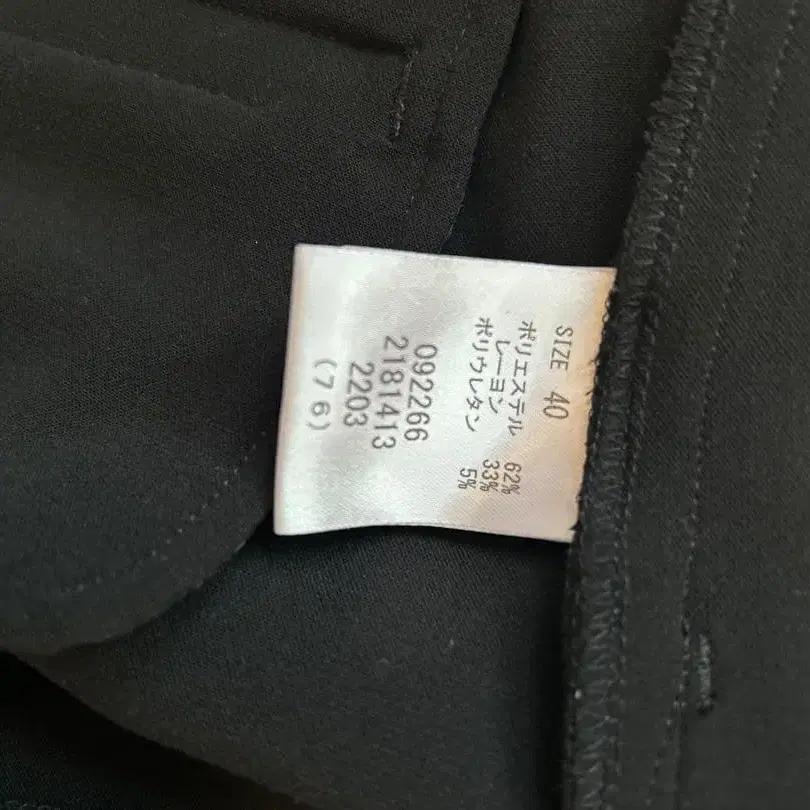 SIZE 40
ポリエステル 62%
レーヨン 33%
ポリウレタン 5%
092266
2181413
2203
(76)